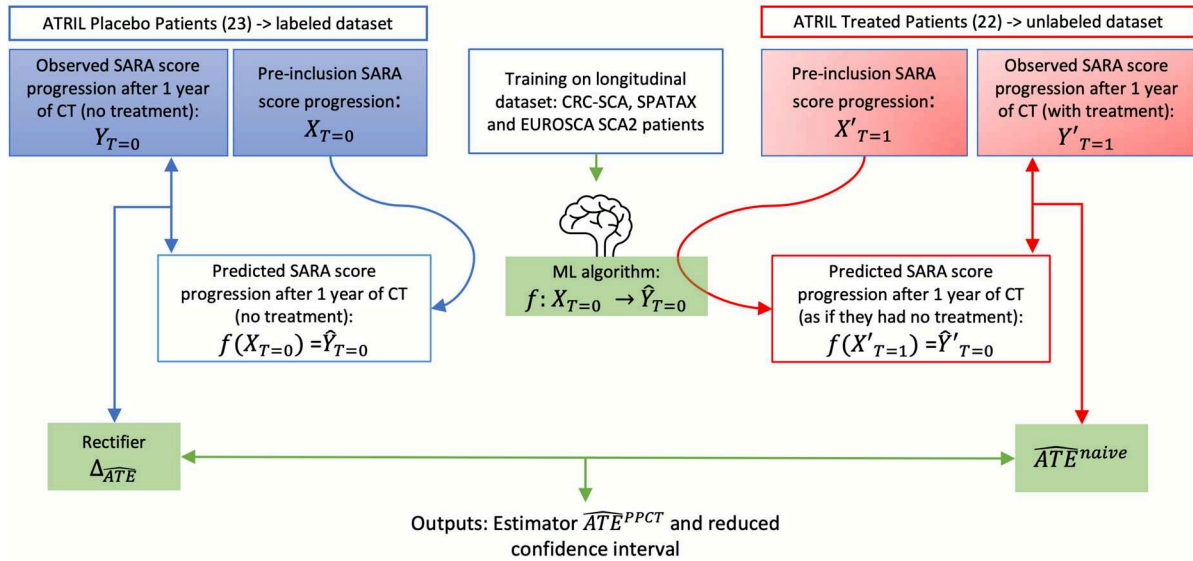 ATRIL Placebo Patients (23) -> labeled dataset
ATRIL Treated Patients (22) -> unlabeled dataset
Observed SARA score
progression after 1 year
of CT (no treatment):
Y_{T=0}
Pre-inclusion SARA
score progression:
X_{T=0}
Training on longitudinal
dataset: CRC-SCA, SPATAX
and EUROSCA SCA2 patients
Pre-inclusion SARA
score progression:
X'_{T=1}
Observed SARA score
progression after 1 year
of CT (with treatment):
Y'_{T=1}
Predicted SARA score
progression after 1 year of CT
(no treatment):
f(X_{T=0}) =Ŷ_{T=0}
ML algorithm:
f: X_{T=0} → Ŷ_{T=0}
Predicted SARA score
progression after 1 year of CT
(as if they had no treatment):
f(X'_{T=1}) =Ŷ'_{T=0}
Rectifier
Δ_{\widehat{ATE}}
\widehat{ATE}^{naive}
Outputs: Estimator \widehat{ATE}^{PPCT} and reduced
confidence interval